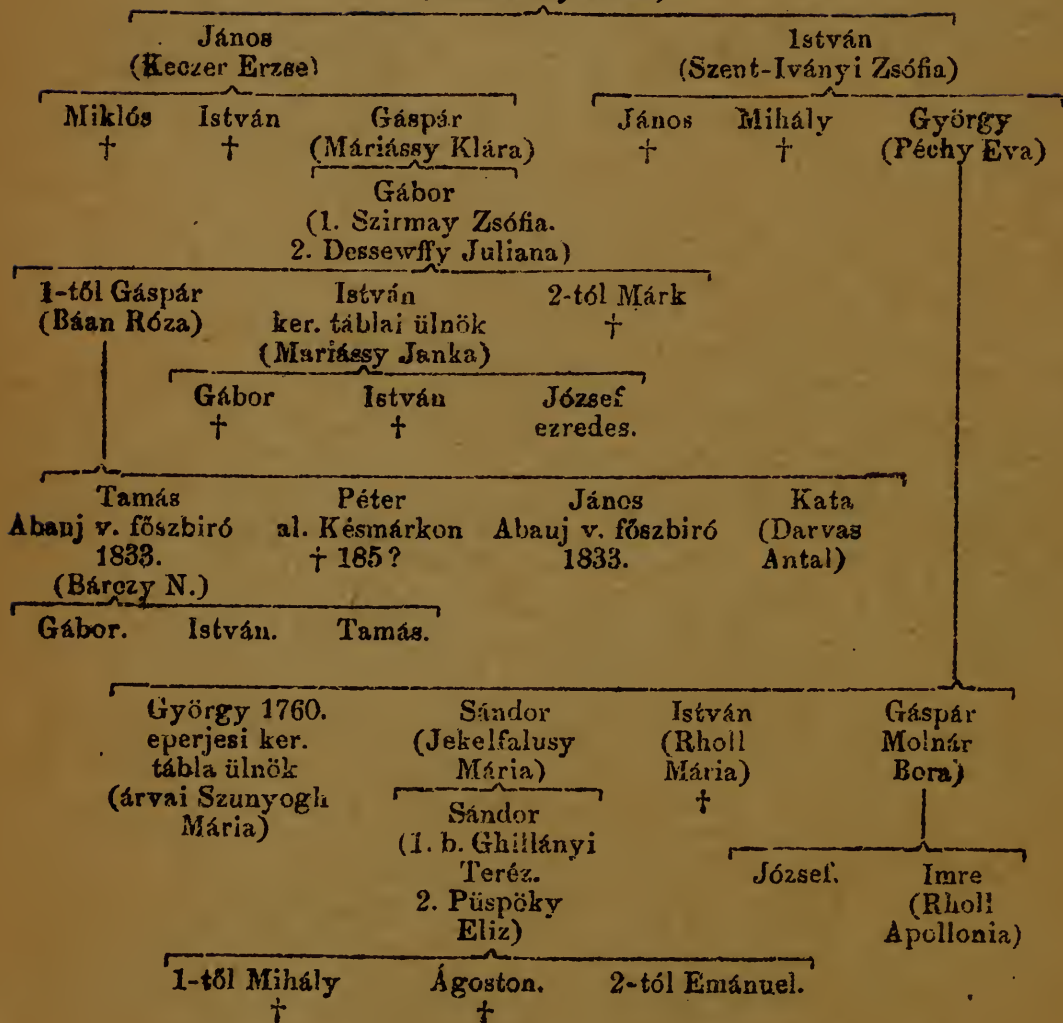 János István
(Keczer Erzse) (Szent-Iványi Zsófia)
Miklós István Gáspár János Mihály György
† † (Máriássy Klára) † † (Péchy Eva)
Gábor
(1. Szirmay Zsófia.
2. Dessewffy Juliana)
1-től Gáspár István 2-tól Márk
(Báan Róza) ker. táblai ülnök †
(Mariássy Janka)
Gábor István József
† † ezredes.
Tamás Péter János Kata
Abauj v. főszbiró al. Késmárkon Abauj v. főszbiró (Darvas
1833. † 185? 1833. Antal)
(Bárczy N.)
Gábor. István. Tamás.
György 1760. Sándor István Gáspár
eperjesi ker. (Jekelfalusy (Rholl Molnár
tábla ülnök Mária) Mária) Bora)
(árvai Szunyogh Sándor †
Mária) (1. b. Ghillányi
Teréz. József. Imre
2. Püspöky (Rholl
Eliz) Apollonia)
1-től Mihály Ágoston. 2-tól Emánuel.
† †